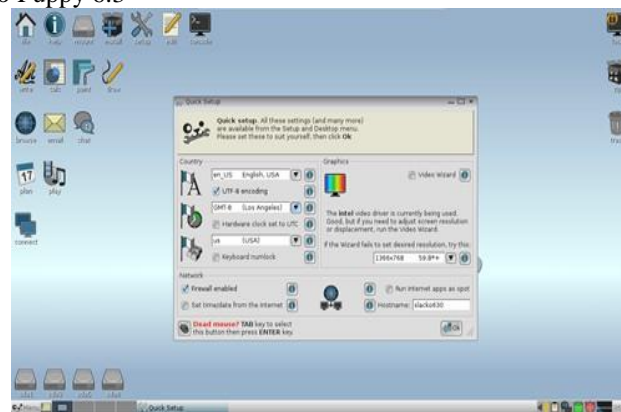 Puppy 6.3
file help mount install setup edit console
write calc paint draw
browse email chat
plan play
connect
Quick Setup
Quick setup. All these settings (and many more)
are available from the Setup and Desktop menu.
Please set these to suit yourself, then click Ok
Country
Graphics
en_US English, USA
Video Wizard
UTF-8 encoding
GMT-8 (Los Angeles)
Hardware clock set to UTC
The intel video driver is currently being used.
Good, but if you need to adjust screen resolution
or displacement, run the Video Wizard.
us (USA)
If the Wizard fails to set desired resolution, try this:
Keyboard numlock
1366x768
Network
Firewall enabled
Run internet apps as spot
Set time/date from the internet
Hostname: slacko630
Dead mouse? TAB key to select
this button then press ENTER key
Ok
Menu
Quick Setup